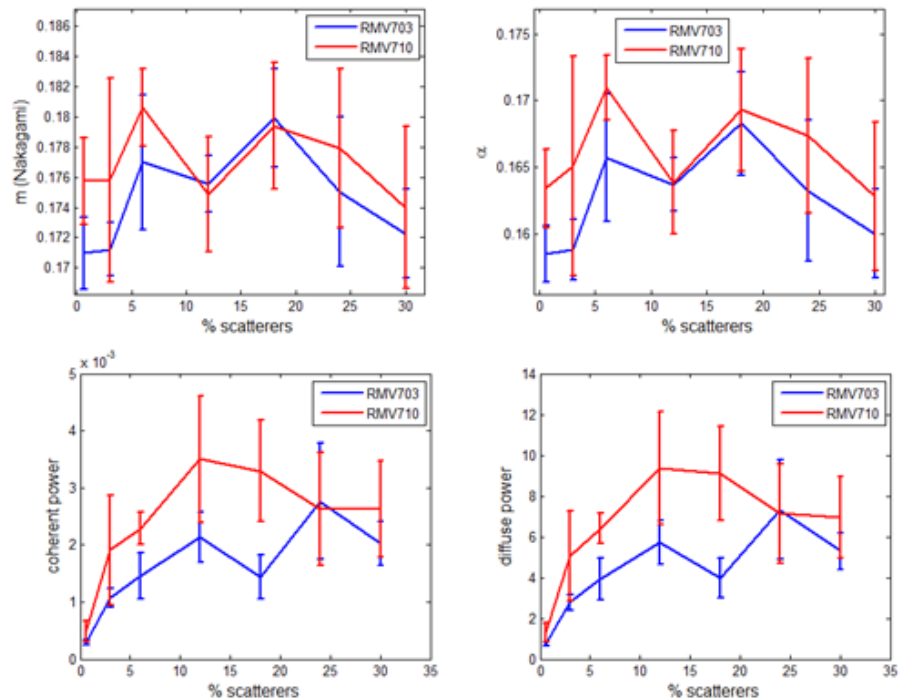 0.186
0.184
0.182
0.18
0.178
0.176
0.174
0.172
0.17
m (Nakagami)
RMV703
RMV710
0 5 10 15 20 25 30
% scatterers
0.175
0.17
0.165
0.16
α
RMV703
RMV710
0 5 10 15 20 25 30
% scatterers
5 x 10⁻³
4
3
2
1
0
coherent power
RMV703
RMV710
0 5 10 15 20 25 30 35
% scatterers
14
12
10
8
6
4
2
0
diffuse power
RMV703
RMV710
0 5 10 15 20 25 30 35
% scatterers